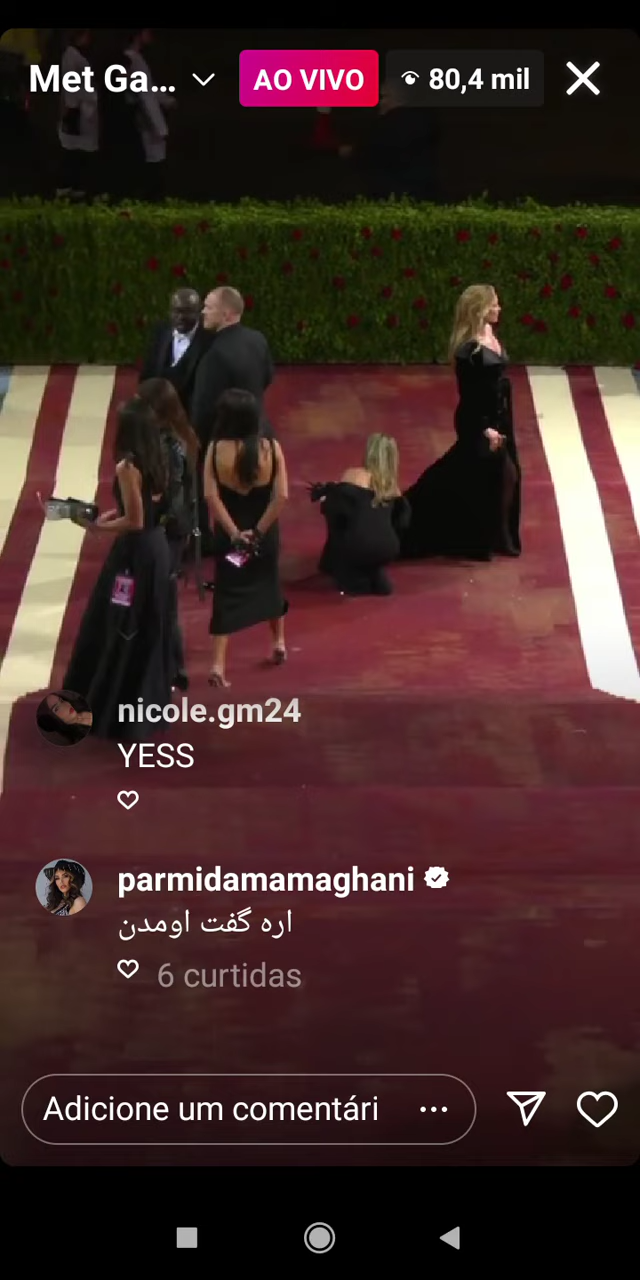 Met Ga...
AO VIVO
80,4 mil
nicole.gm24
YESS
parmidamamaghani
اره گفت اومدن
6 curtidas
Adicione um comentári